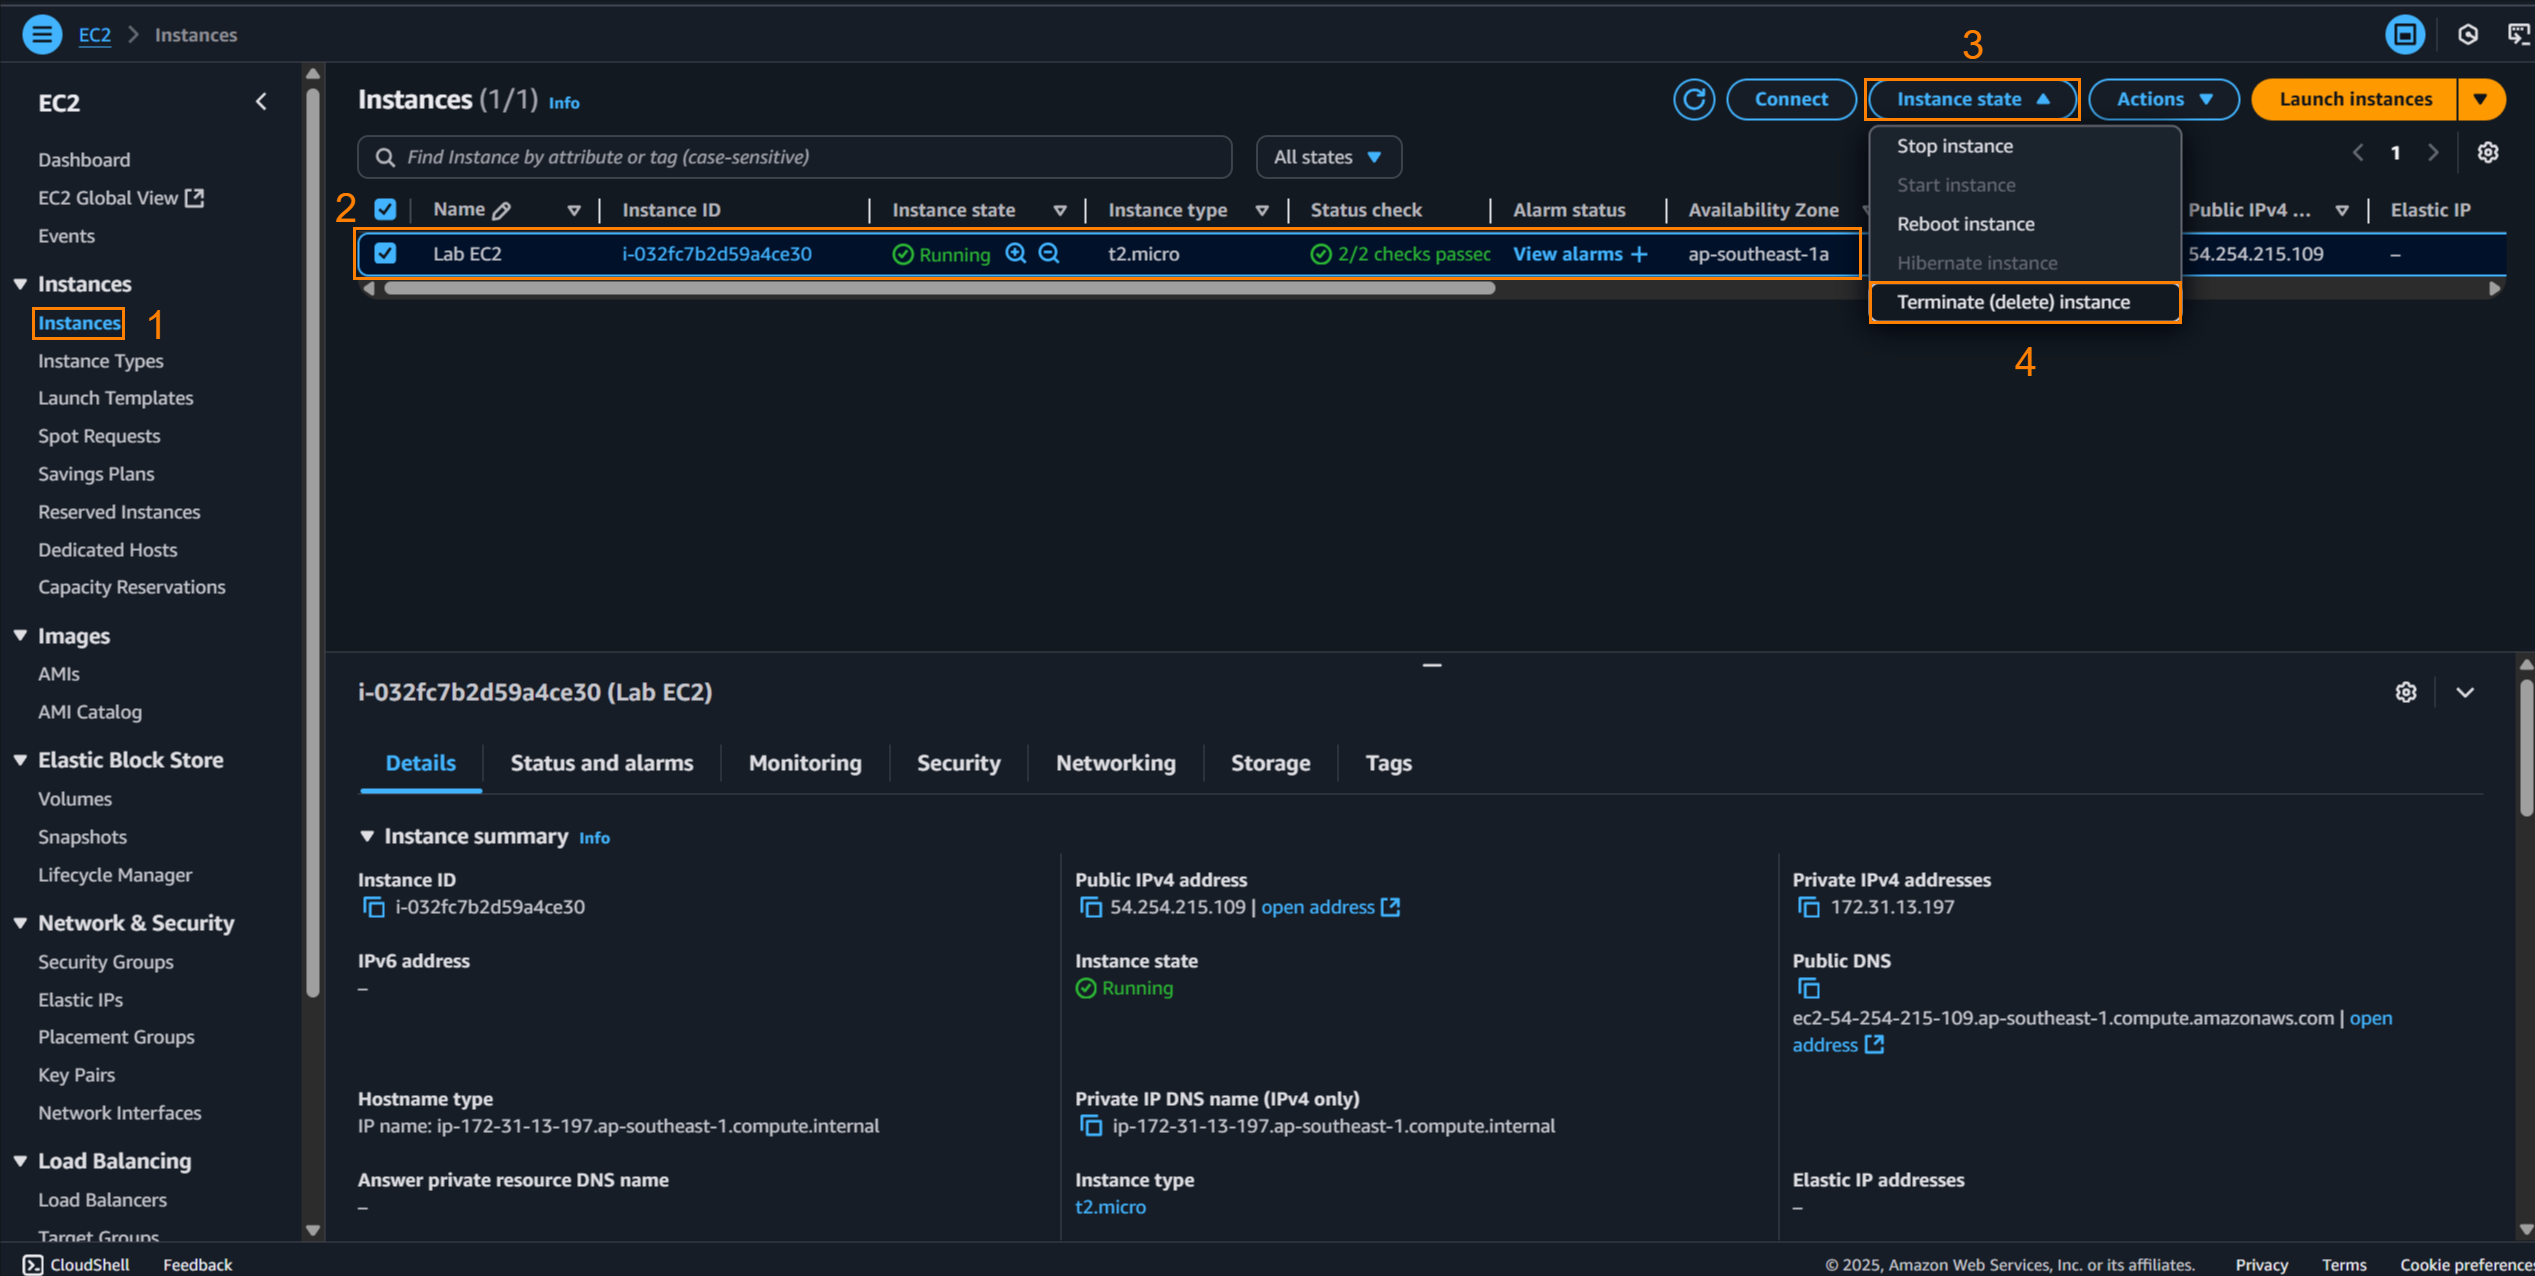 EC2 > Instances
3
EC2
Dashboard
EC2 Global View
Events
Instances
Instances 1
Instance Types
Launch Templates
Spot Requests
Savings Plans
Reserved Instances
Dedicated Hosts
Capacity Reservations
Images
AMIs
AMI Catalog
Elastic Block Store
Volumes
Snapshots
Lifecycle Manager
Network & Security
Security Groups
Elastic IPs
Placement Groups
Key Pairs
Network Interfaces
Load Balancing
Load Balancers
Target Groups
Instances (1/1) Info
Connect Instance state Actions Launch instances
Find Instance by attribute or tag (case-sensitive) All states
1
Stop instance
Start instance
Reboot instance
Hibernate instance
Terminate (delete) instance
4
2 Name Instance ID Instance state Instance type Status check Alarm status Availability Zone Public IPv4 ... Elastic IP
Lab EC2 i-032fc7b2d59a4ce30 Running t2.micro 2/2 checks passec View alarms + ap-southeast-1a 54.254.215.109 –
i-032fc7b2d59a4ce30 (Lab EC2)
Details Status and alarms Monitoring Security Networking Storage Tags
Instance summary Info
Instance ID
i-032fc7b2d59a4ce30
Public IPv4 address
54.254.215.109 | open address
Private IPv4 addresses
172.31.13.197
IPv6 address
–
Instance state
Running
Public DNS
ec2-54-254-215-109.ap-southeast-1.compute.amazonaws.com | open
address
Hostname type
IP name: ip-172-31-13-197.ap-southeast-1.compute.internal
Private IP DNS name (IPv4 only)
ip-172-31-13-197.ap-southeast-1.compute.internal
Answer private resource DNS name
–
Instance type
t2.micro
Elastic IP addresses
–
CloudShell Feedback © 2025, Amazon Web Services, Inc. or its affiliates. Privacy Terms Cookie preferences